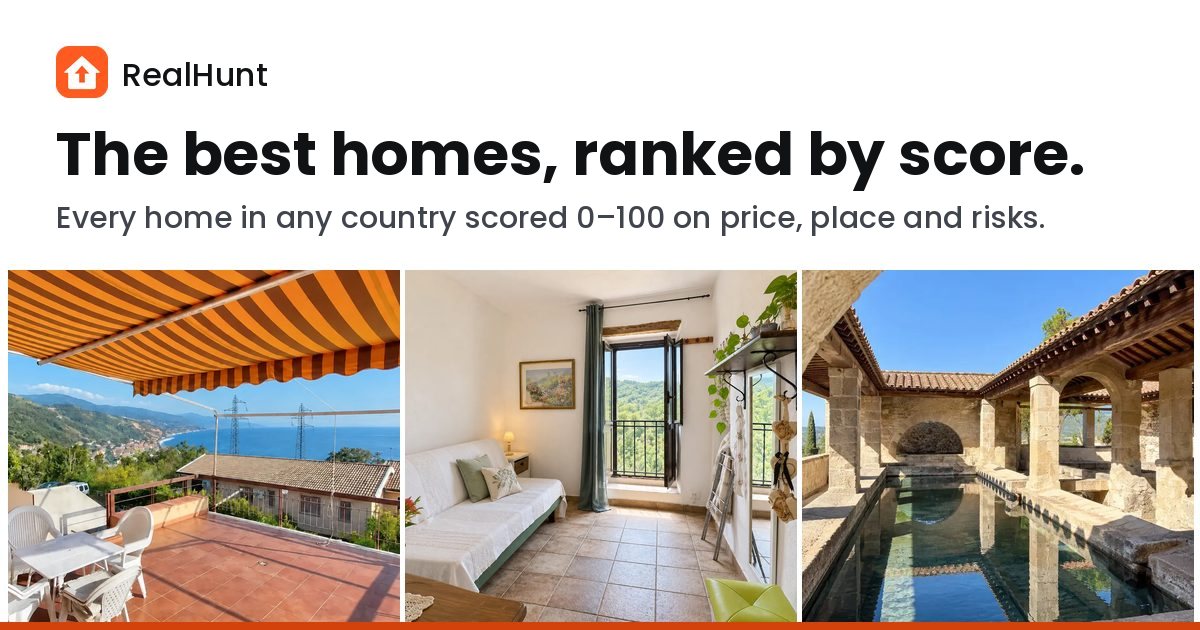 RealHunt
The best homes, ranked by score.
Every home in any country scored 0–100 on price, place and risks.